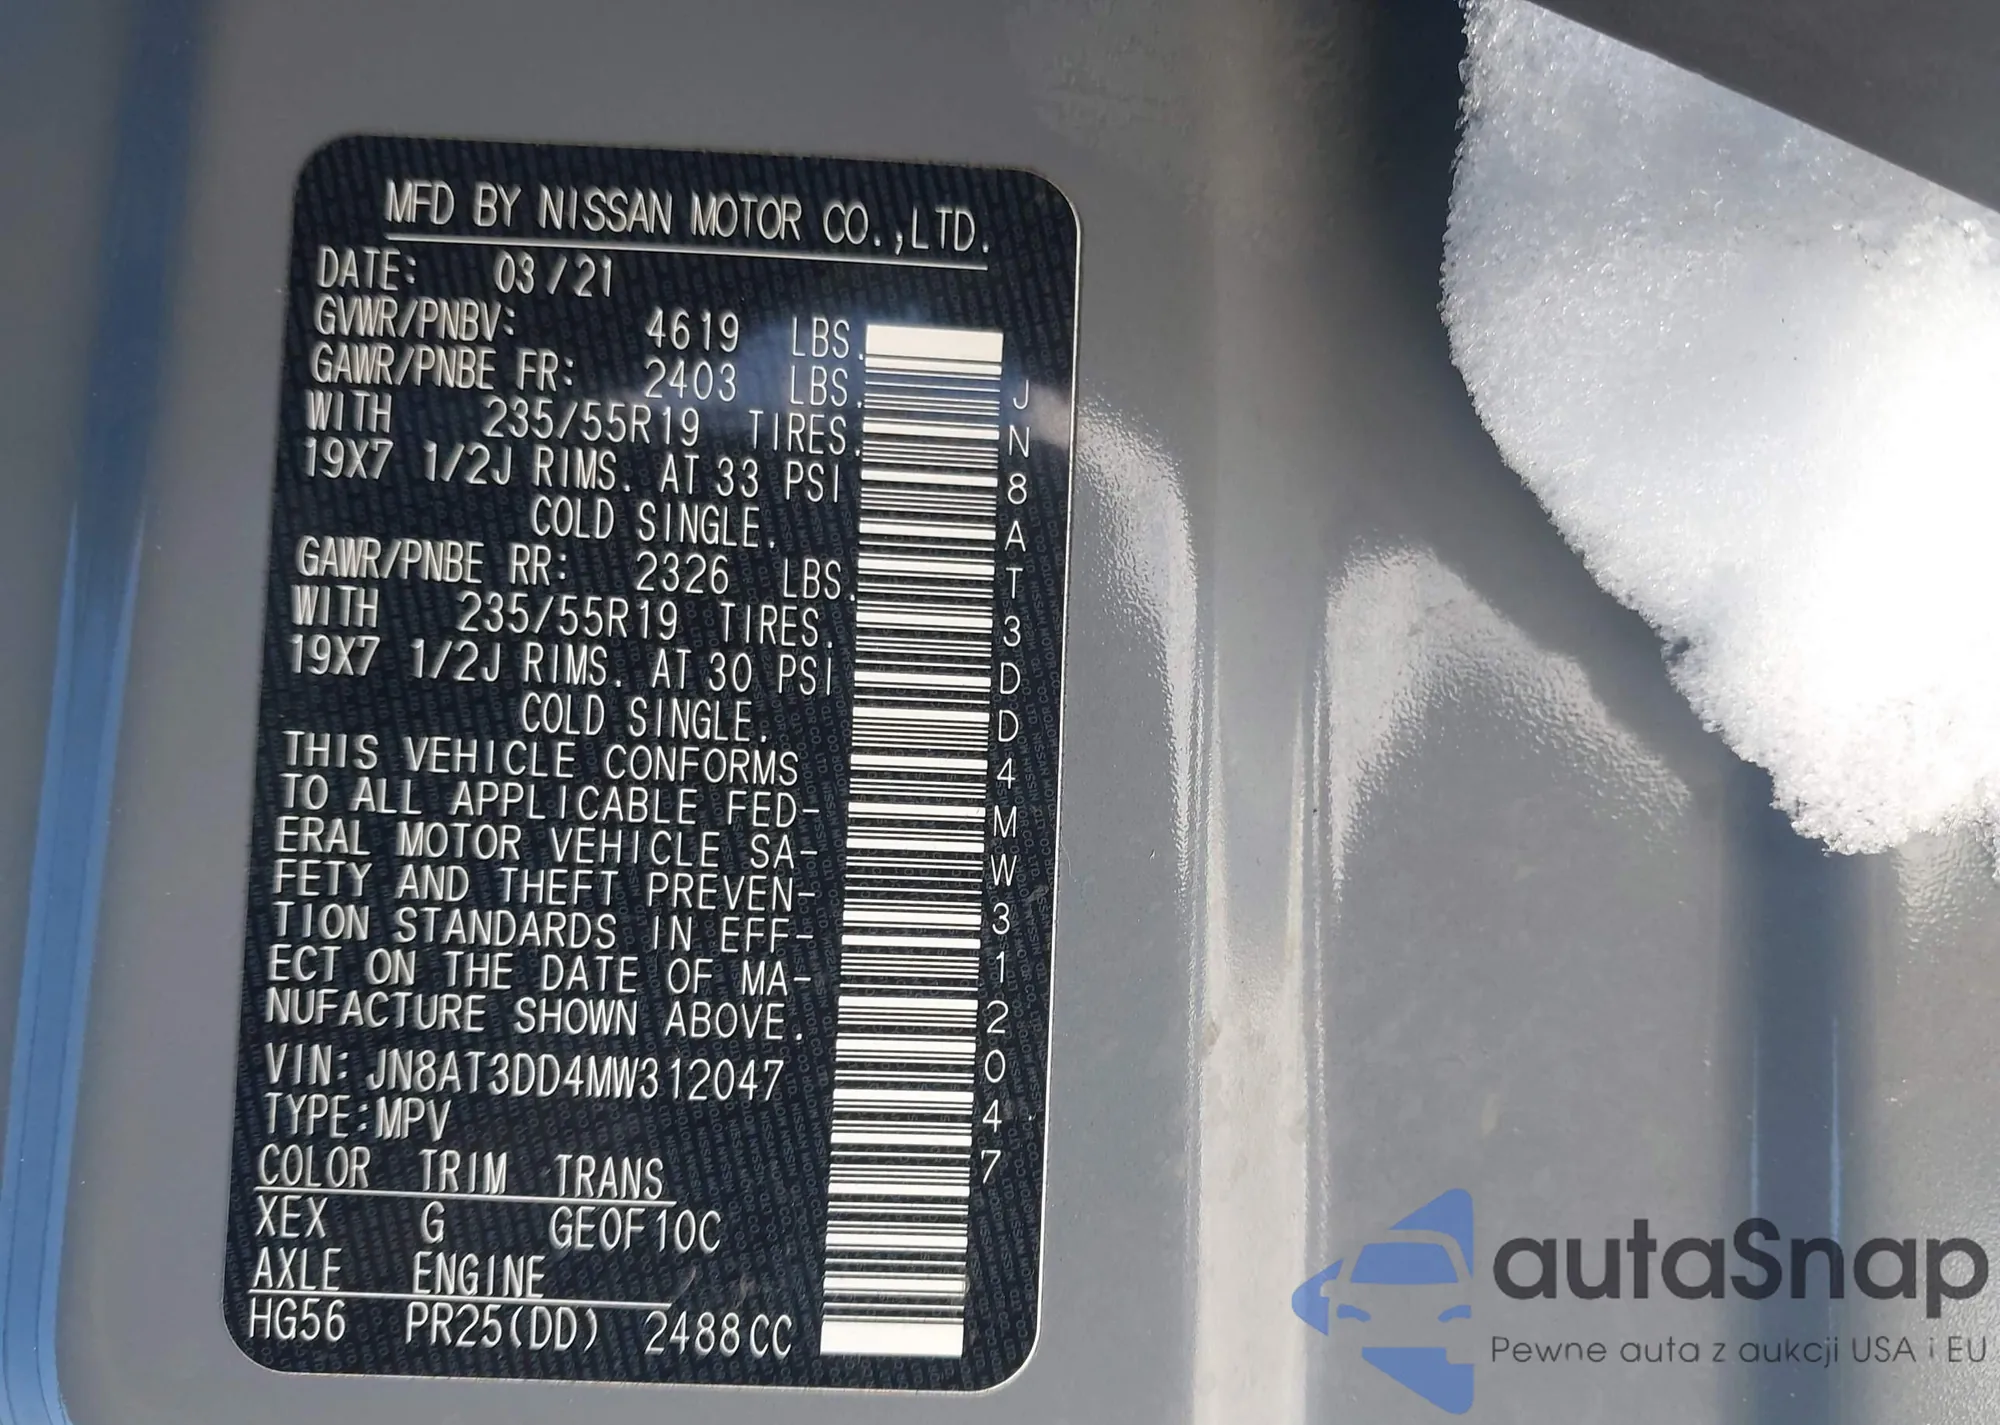 MFD BY NISSAN MOTOR CO.,LTD.
DATE: 03/21
GVWR/PNBV: 4619 LBS.
GAWR/PNBE FR: 2403 LBS.
WITH 235/55R19 TIRES.
19X7 1/2J RIMS. AT 33 PSI
COLD SINGLE.
GAWR/PNBE RR: 2326 LBS.
WITH 235/55R19 TIRES.
19X7 1/2J RIMS. AT 30 PSI
COLD SINGLE.
THIS VEHICLE CONFORMS
TO ALL APPLICABLE FED-
ERAL MOTOR VEHICLE SA-
FETY AND THEFT PREVEN-
TION STANDARDS IN EFF-
ECT ON THE DATE OF MA-
NUFACTURE SHOWN ABOVE.
VIN: JN8AT3DD4MW312047
TYPE:MPV
COLOR TRIM TRANS
XEX G GE0F10C
AXLE ENGINE
HG56 PR25(DD) 2488CC
JN8AT3DD4MW312047
autaSnap
Pewne auta z aukcji USA i EU